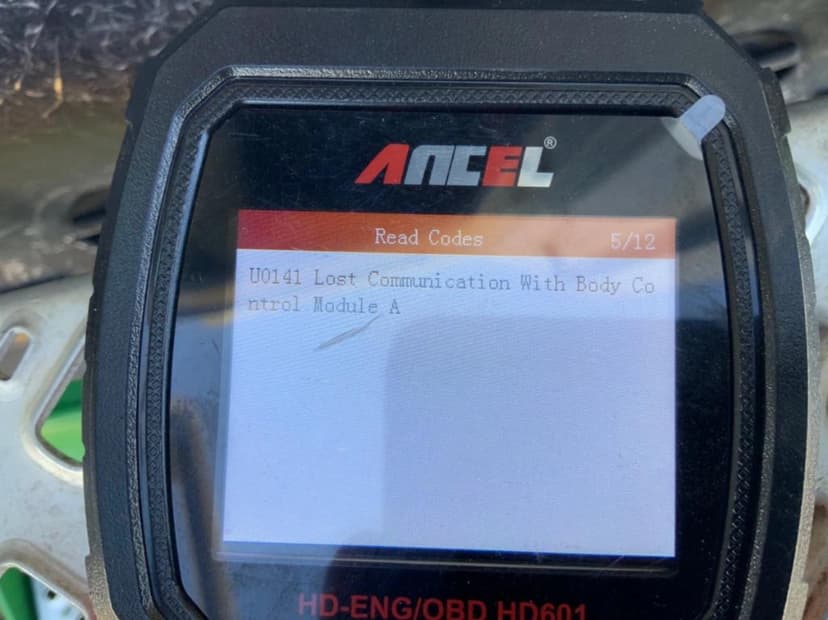 ANCEL®
Read Codes 5/12
U0141 Lost Communication With Body Co
ntrol Module A
HD-ENG/OBD HD601